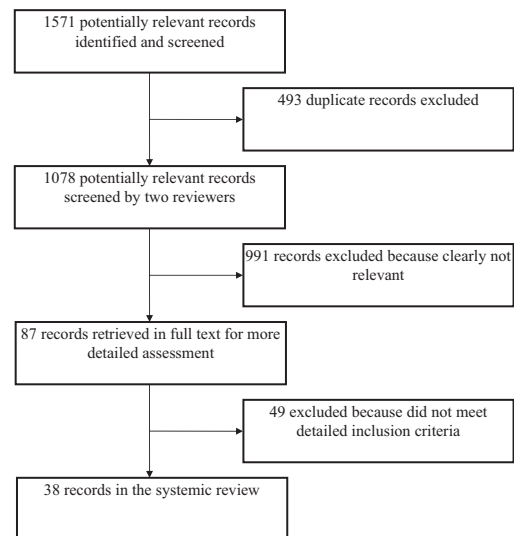 1571 potentially relevant records
identified and screened
493 duplicate records excluded
1078 potentially relevant records
screened by two reviewers
991 records excluded because clearly not
relevant
87 records retrieved in full text for more
detailed assessment
49 excluded because did not meet
detailed inclusion criteria
38 records in the systemic review